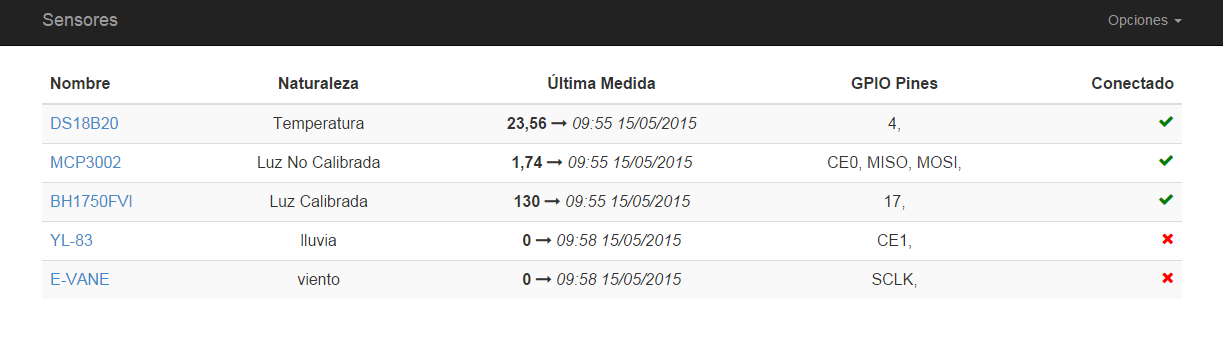 Sensores Opciones
Nombre Naturaleza Última Medida GPIO Pines Conectado
DS18B20 Temperatura 23,56 → 09:55 15/05/2015 4,
MCP3002 Luz No Calibrada 1,74 → 09:55 15/05/2015 CE0, MISO, MOSI,
BH1750FVI Luz Calibrada 130 → 09:55 15/05/2015 17,
YL-83 lluvia 0 → 09:58 15/05/2015 CE1,
E-VANE viento 0 → 09:58 15/05/2015 SCLK,